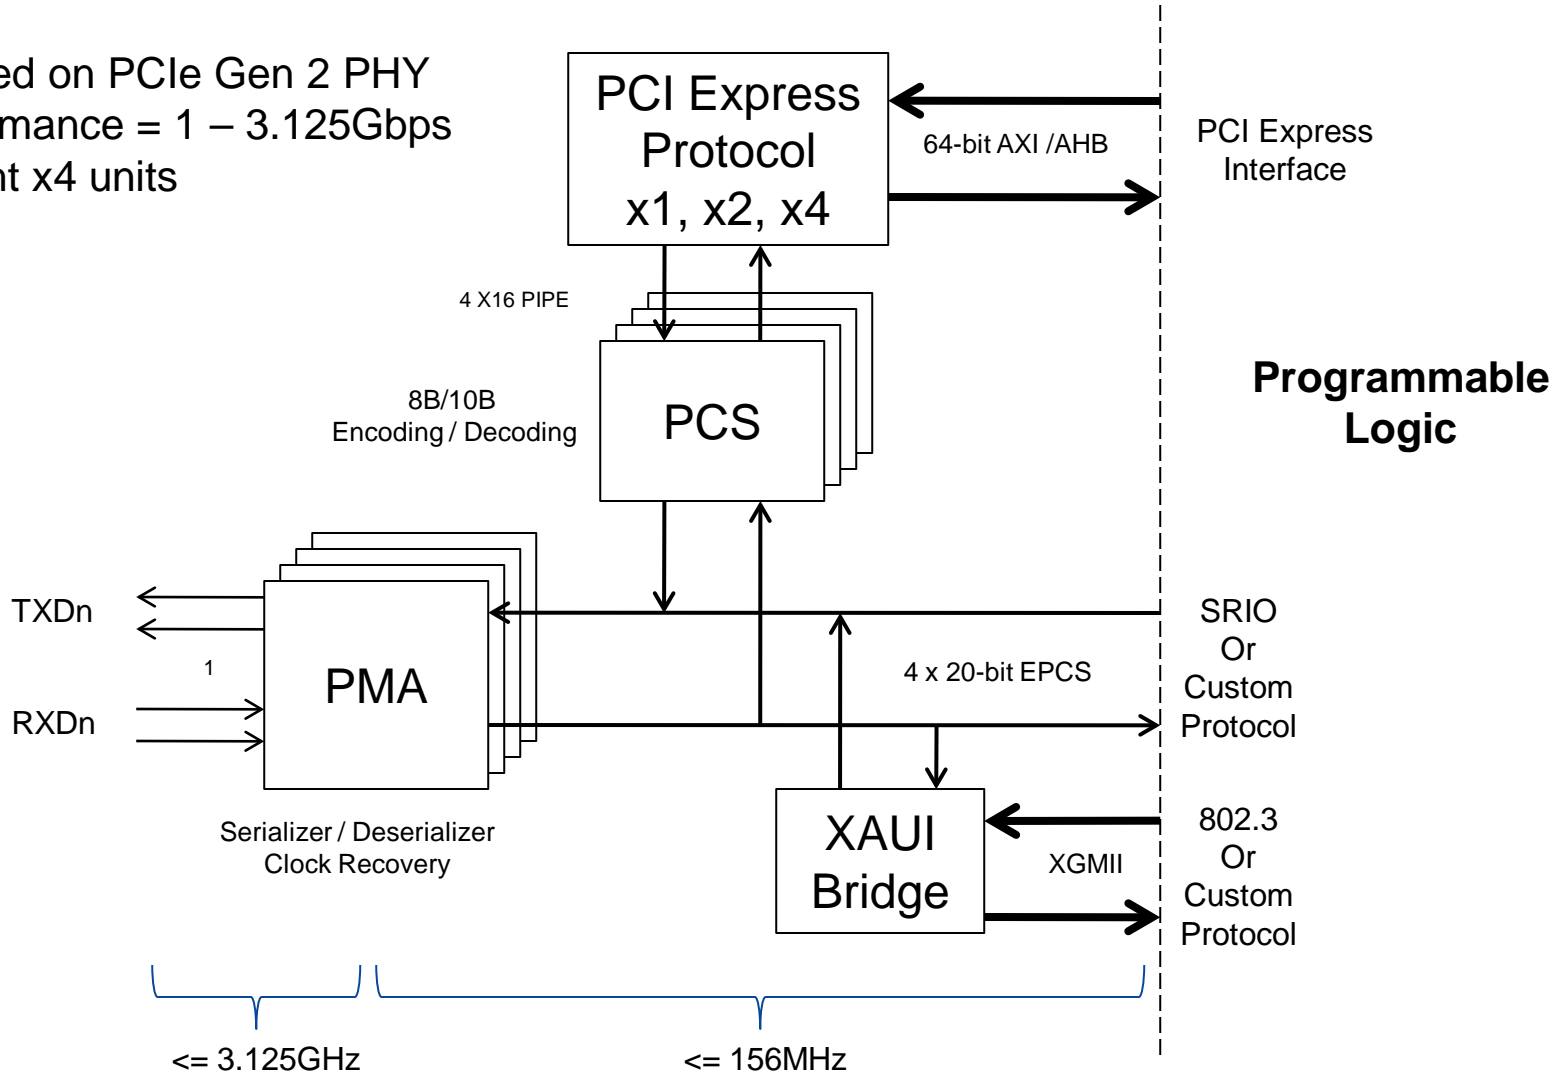 ed on PCIe Gen 2 PHY
mance = 1 – 3.125Gbps
nt x4 units
PCI Express
Protocol
x1, x2, x4
64-bit AXI /AHB
PCI Express
Interface
4 X16 PIPE
8B/10B
Encoding / Decoding
PCS
Programmable
Logic
TXDn
1
RXDn
PMA
4 x 20-bit EPCS
SRIO
Or
Custom
Protocol
Serializer / Deserializer
Clock Recovery
XAUI
Bridge
XGMII
802.3
Or
Custom
Protocol
<= 3.125GHz
<= 156MHz